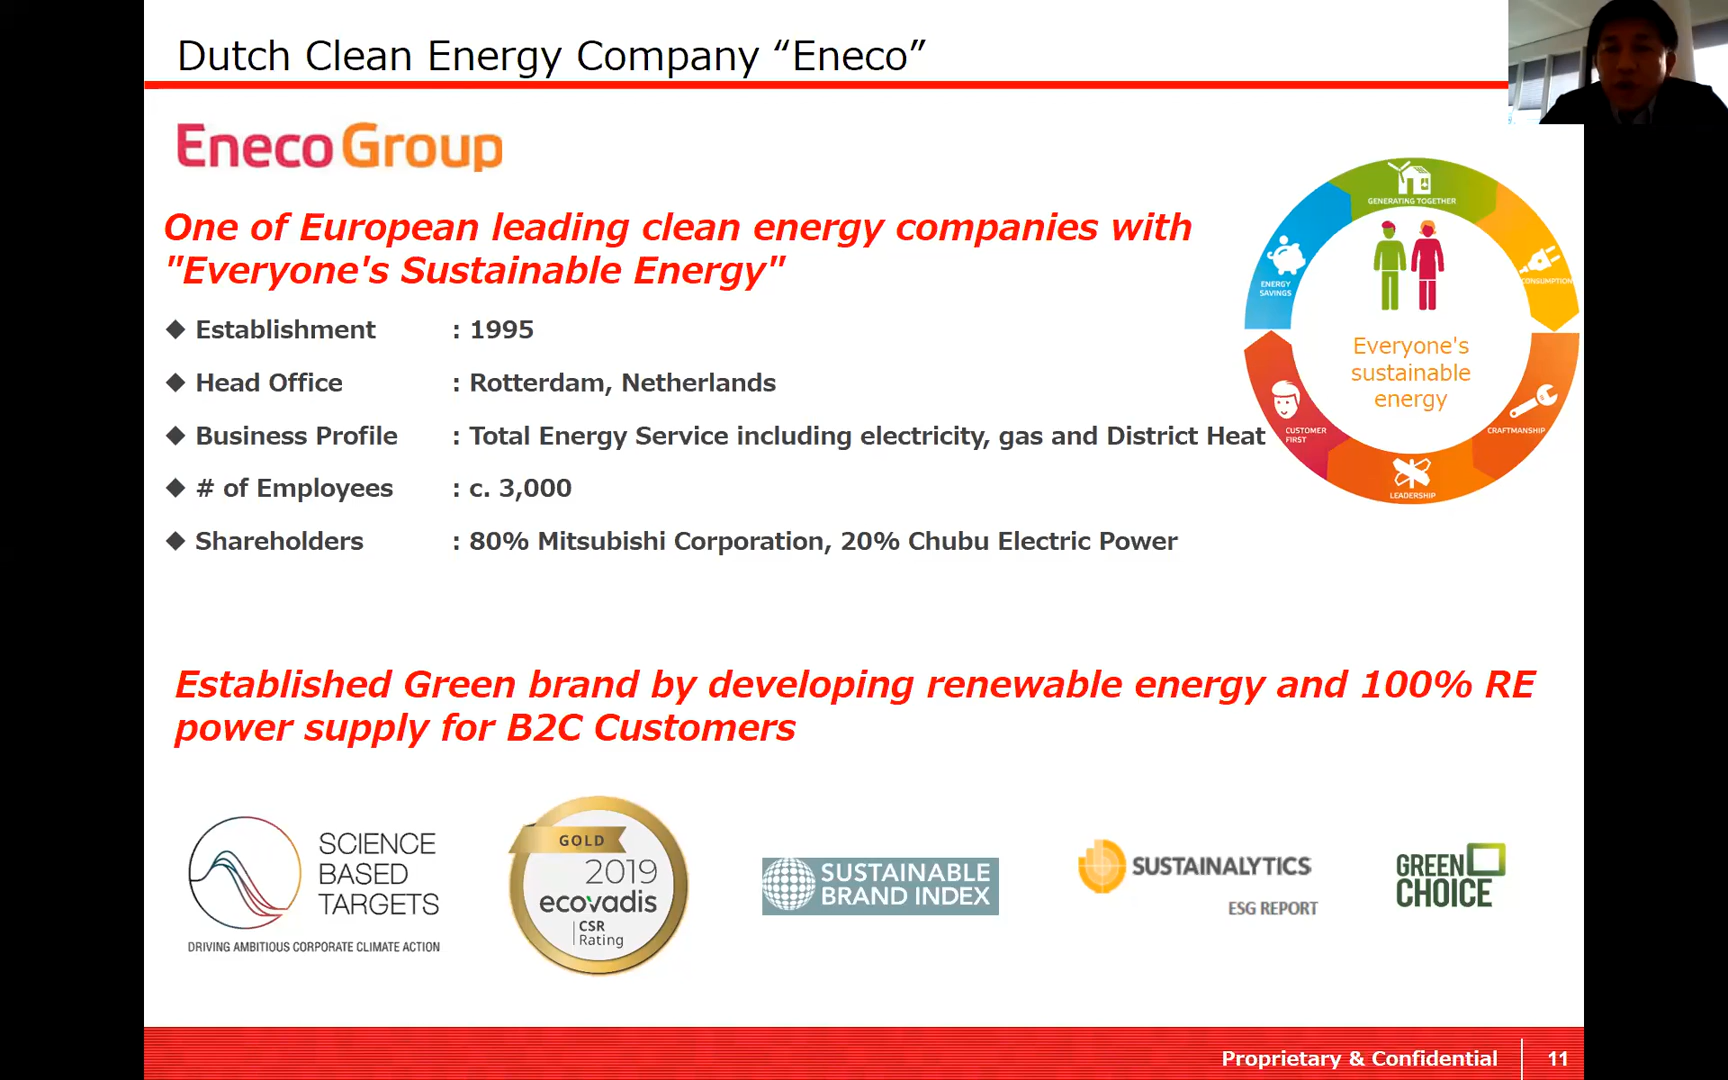 Dutch Clean Energy Company “Eneco”
Eneco Group
One of European leading clean energy companies with
"Everyone's Sustainable Energy"
◆ Establishment : 1995
◆ Head Office : Rotterdam, Netherlands
◆ Business Profile : Total Energy Service including electricity, gas and District Heat
◆ # of Employees : c. 3,000
◆ Shareholders : 80% Mitsubishi Corporation, 20% Chubu Electric Power
GENERATING TOGETHER
CONSUMPTION
CRAFTMANSHIP
LEADERSHIP
CUSTOMER
FIRST
ENERGY
SAVINGS
Everyone's
sustainable
energy
Established Green brand by developing renewable energy and 100% RE
power supply for B2C Customers
SCIENCE
BASED
TARGETS
DRIVING AMBITIOUS CORPORATE CLIMATE ACTION
GOLD
2019
ecovadis
CSR
Rating
SUSTAINABLE
BRAND INDEX
SUSTAINALYTICS
ESG REPORT
GREEN
CHOICE
Proprietary & Confidential
11